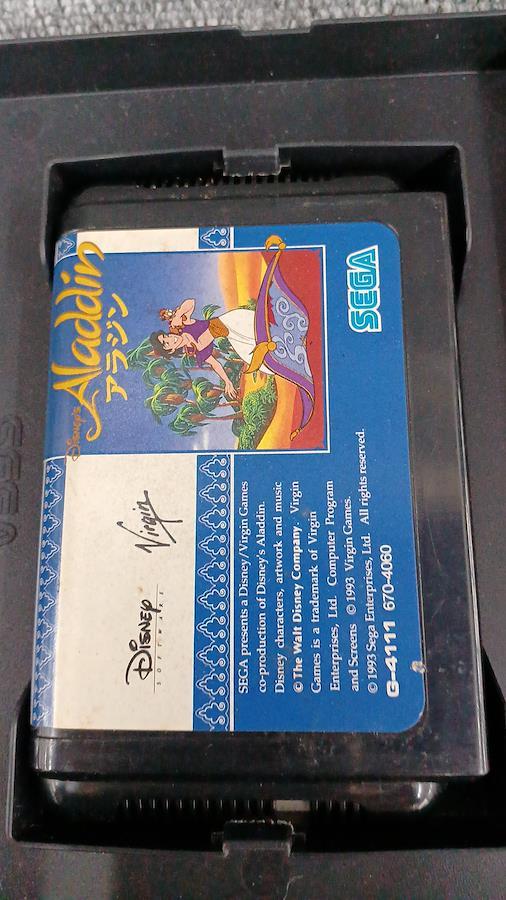 Disney's
Aladdin
アラジン
SEGA
Disney
SOFTWARE
Virgin
SEGA presents a Disney/Virgin Games
co-production of Disney's Aladdin.
Disney characters, artwork and music
© The Walt Disney Company. Virgin
Games is a trademark of Virgin
Enterprises, Ltd. Computer Program
and Screens © 1993 Virgin Games.
© 1993 Sega Enterprises, Ltd. All rights reserved.
G-4111 670-4060
SEGA